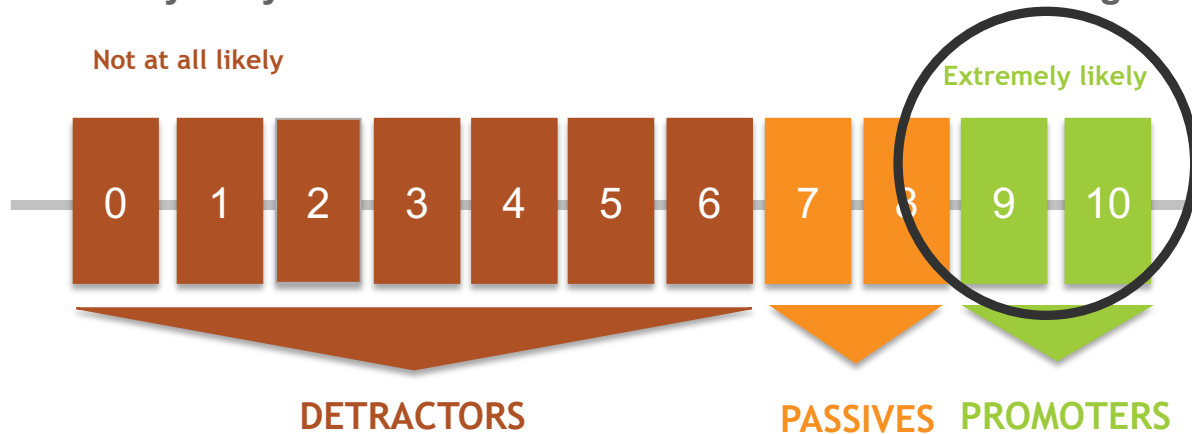 Not at all likely
Extremely likely
0 1 2 3 4 5 6 7 8 9 10
DETRACTORS PASSIVES PROMOTERS